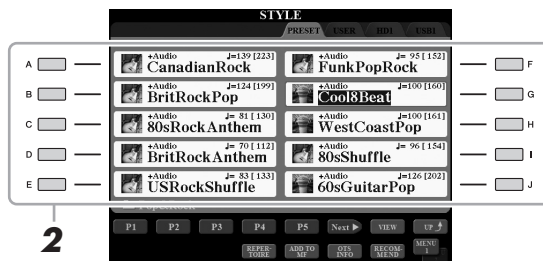 STYLE
PRESET USER HD1 USB1
A +Audio ♩=139 [223] +Audio ♩= 95 [ 152] F
CanadianRock FunkPopRock
B +Audio ♩=124 [199] +Audio ♩=100 [160] G
BritRockPop Cool8Beat
C +Audio ♩= 81 [ 130] +Audio ♩=100 [161] H
80sRockAnthem WestCoastPop
D +Audio ♩= 70 [ 112] +Audio ♩= 96 [ 154] I
BritRockAnthem 80sShuffle
E +Audio ♩= 83 [ 133] +Audio ♩=126 [202] J
USRockShuffle 60sGuitarPop
2
P1 P2 P3 P4 P5 Next VIEW UP
REPER-TOIRE ADD TO MF OTS INFO RECOM-MEND MENU 1